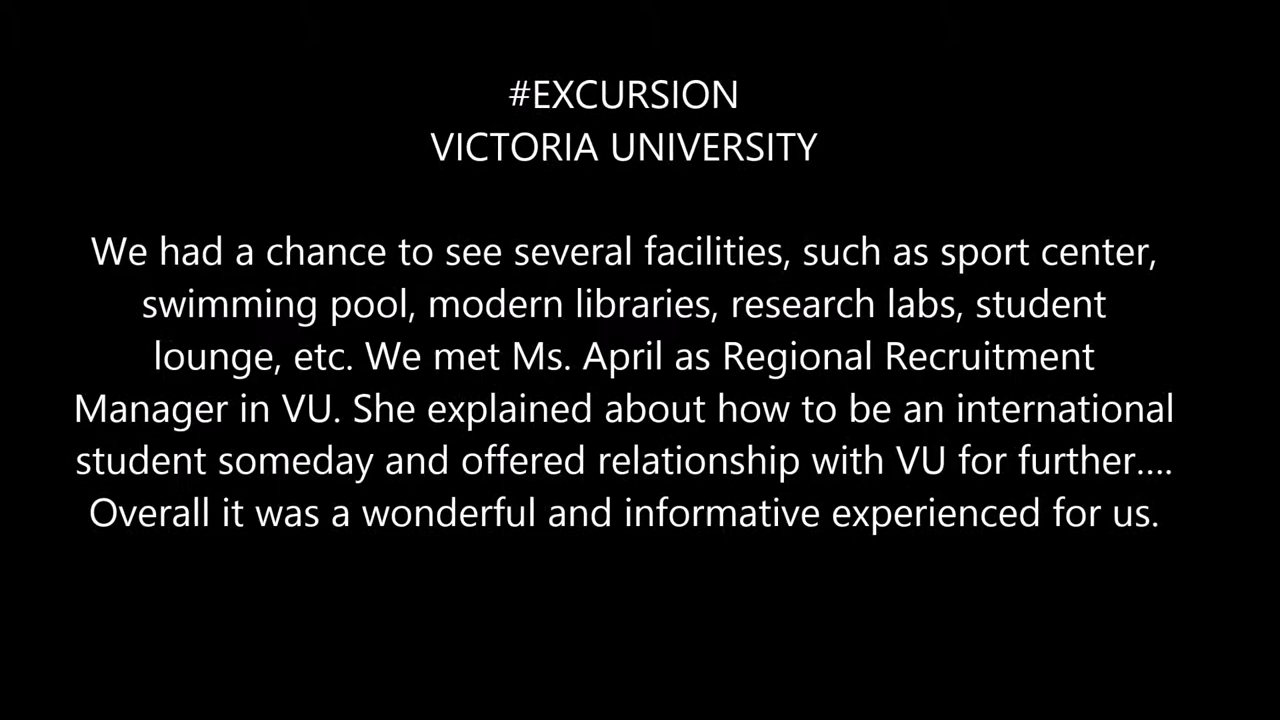 #EXCURSION
VICTORIA UNIVERSITY
We had a chance to see several facilities, such as sport center,
swimming pool, modern libraries, research labs, student
lounge, etc. We met Ms. April as Regional Recruitment
Manager in VU. She explained about how to be an international
student someday and offered relationship with VU for further....
Overall it was a wonderful and informative experienced for us.